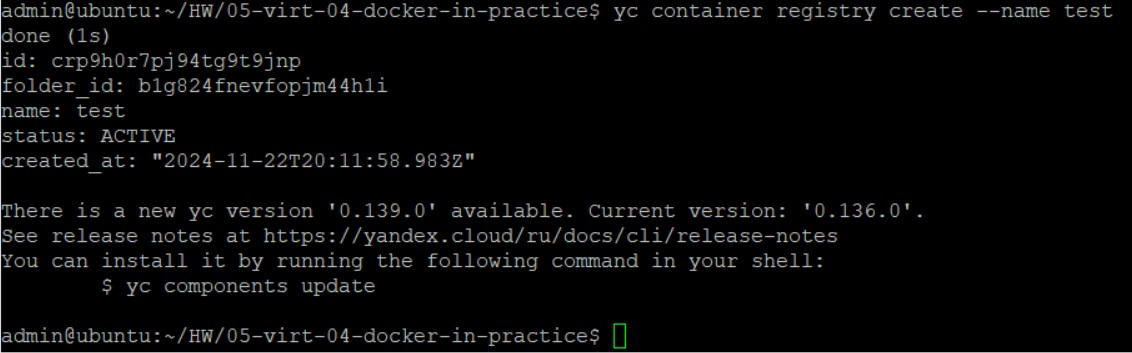 admin@ubuntu:~/HW/05-virt-04-docker-in-practice$ yc container registry create --name test
done (1s)
id: crp9h0r7pj94tg9t9jnp
folder_id: b1g824fnevfopjm44h1i
name: test
status: ACTIVE
created_at: "2024-11-22T20:11:58.983Z"
There is a new yc version '0.139.0' available. Current version: '0.136.0'.
See release notes at https://yandex.cloud/ru/docs/cli/release-notes
You can install it by running the following command in your shell:
$ yc components update
admin@ubuntu:~/HW/05-virt-04-docker-in-practice$